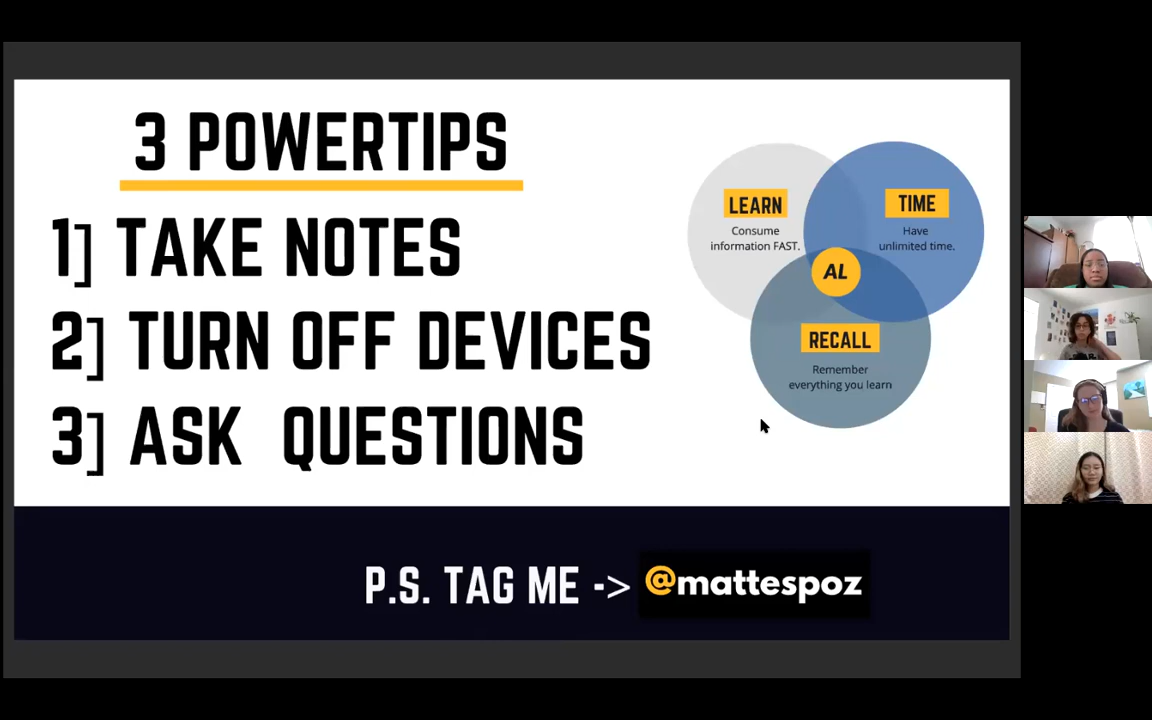 3 POWERTIPS
1] TAKE NOTES
2] TURN OFF DEVICES
3] ASK QUESTIONS
LEARN
Consume
information FAST.
TIME
Have
unlimited time.
AL
RECALL
Remember
everything you learn
P.S. TAG ME -> @mattespoz